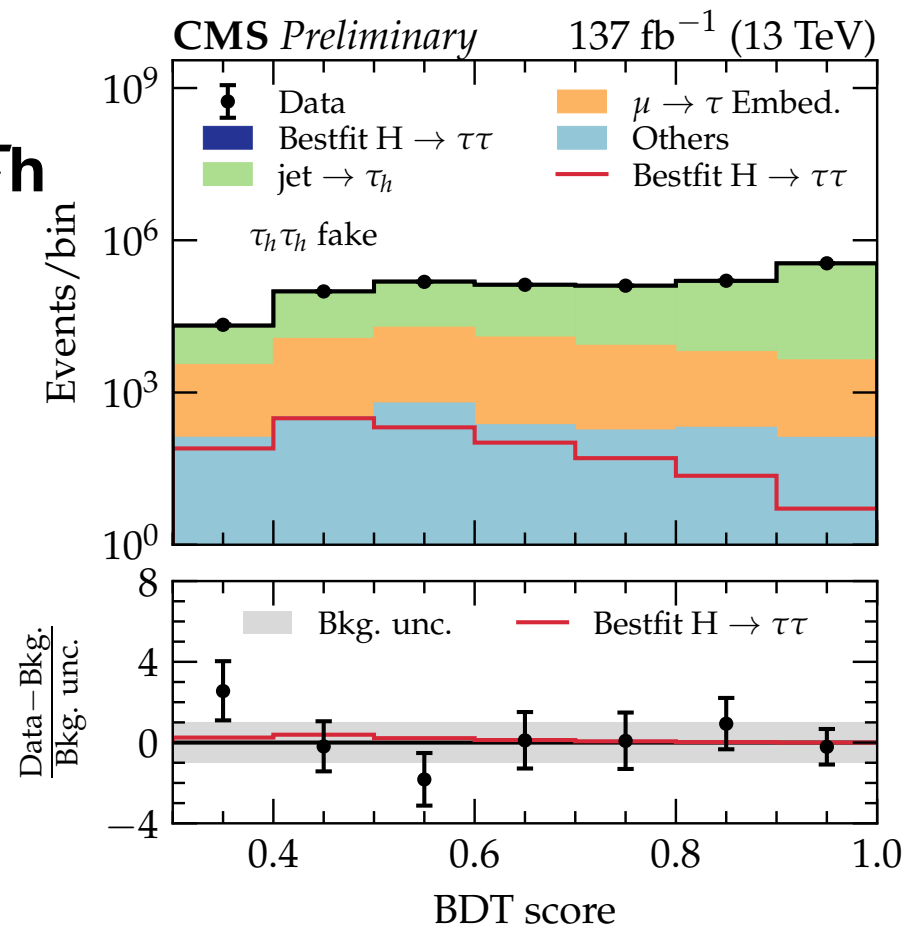 CMS Preliminary 137 fb⁻¹ (13 TeV)
τh
Data
Bestfit H → ττ
jet → τₕ
μ → τ Embed.
Others
Bestfit H → ττ
τₕτₕ fake
Events/bin
10⁹
10⁶
10³
10⁰
Bkg. unc.
Bestfit H → ττ
Data−Bkg.
Bkg. unc.
8
4
0
−4
0.4 0.6 0.8 1.0
BDT score